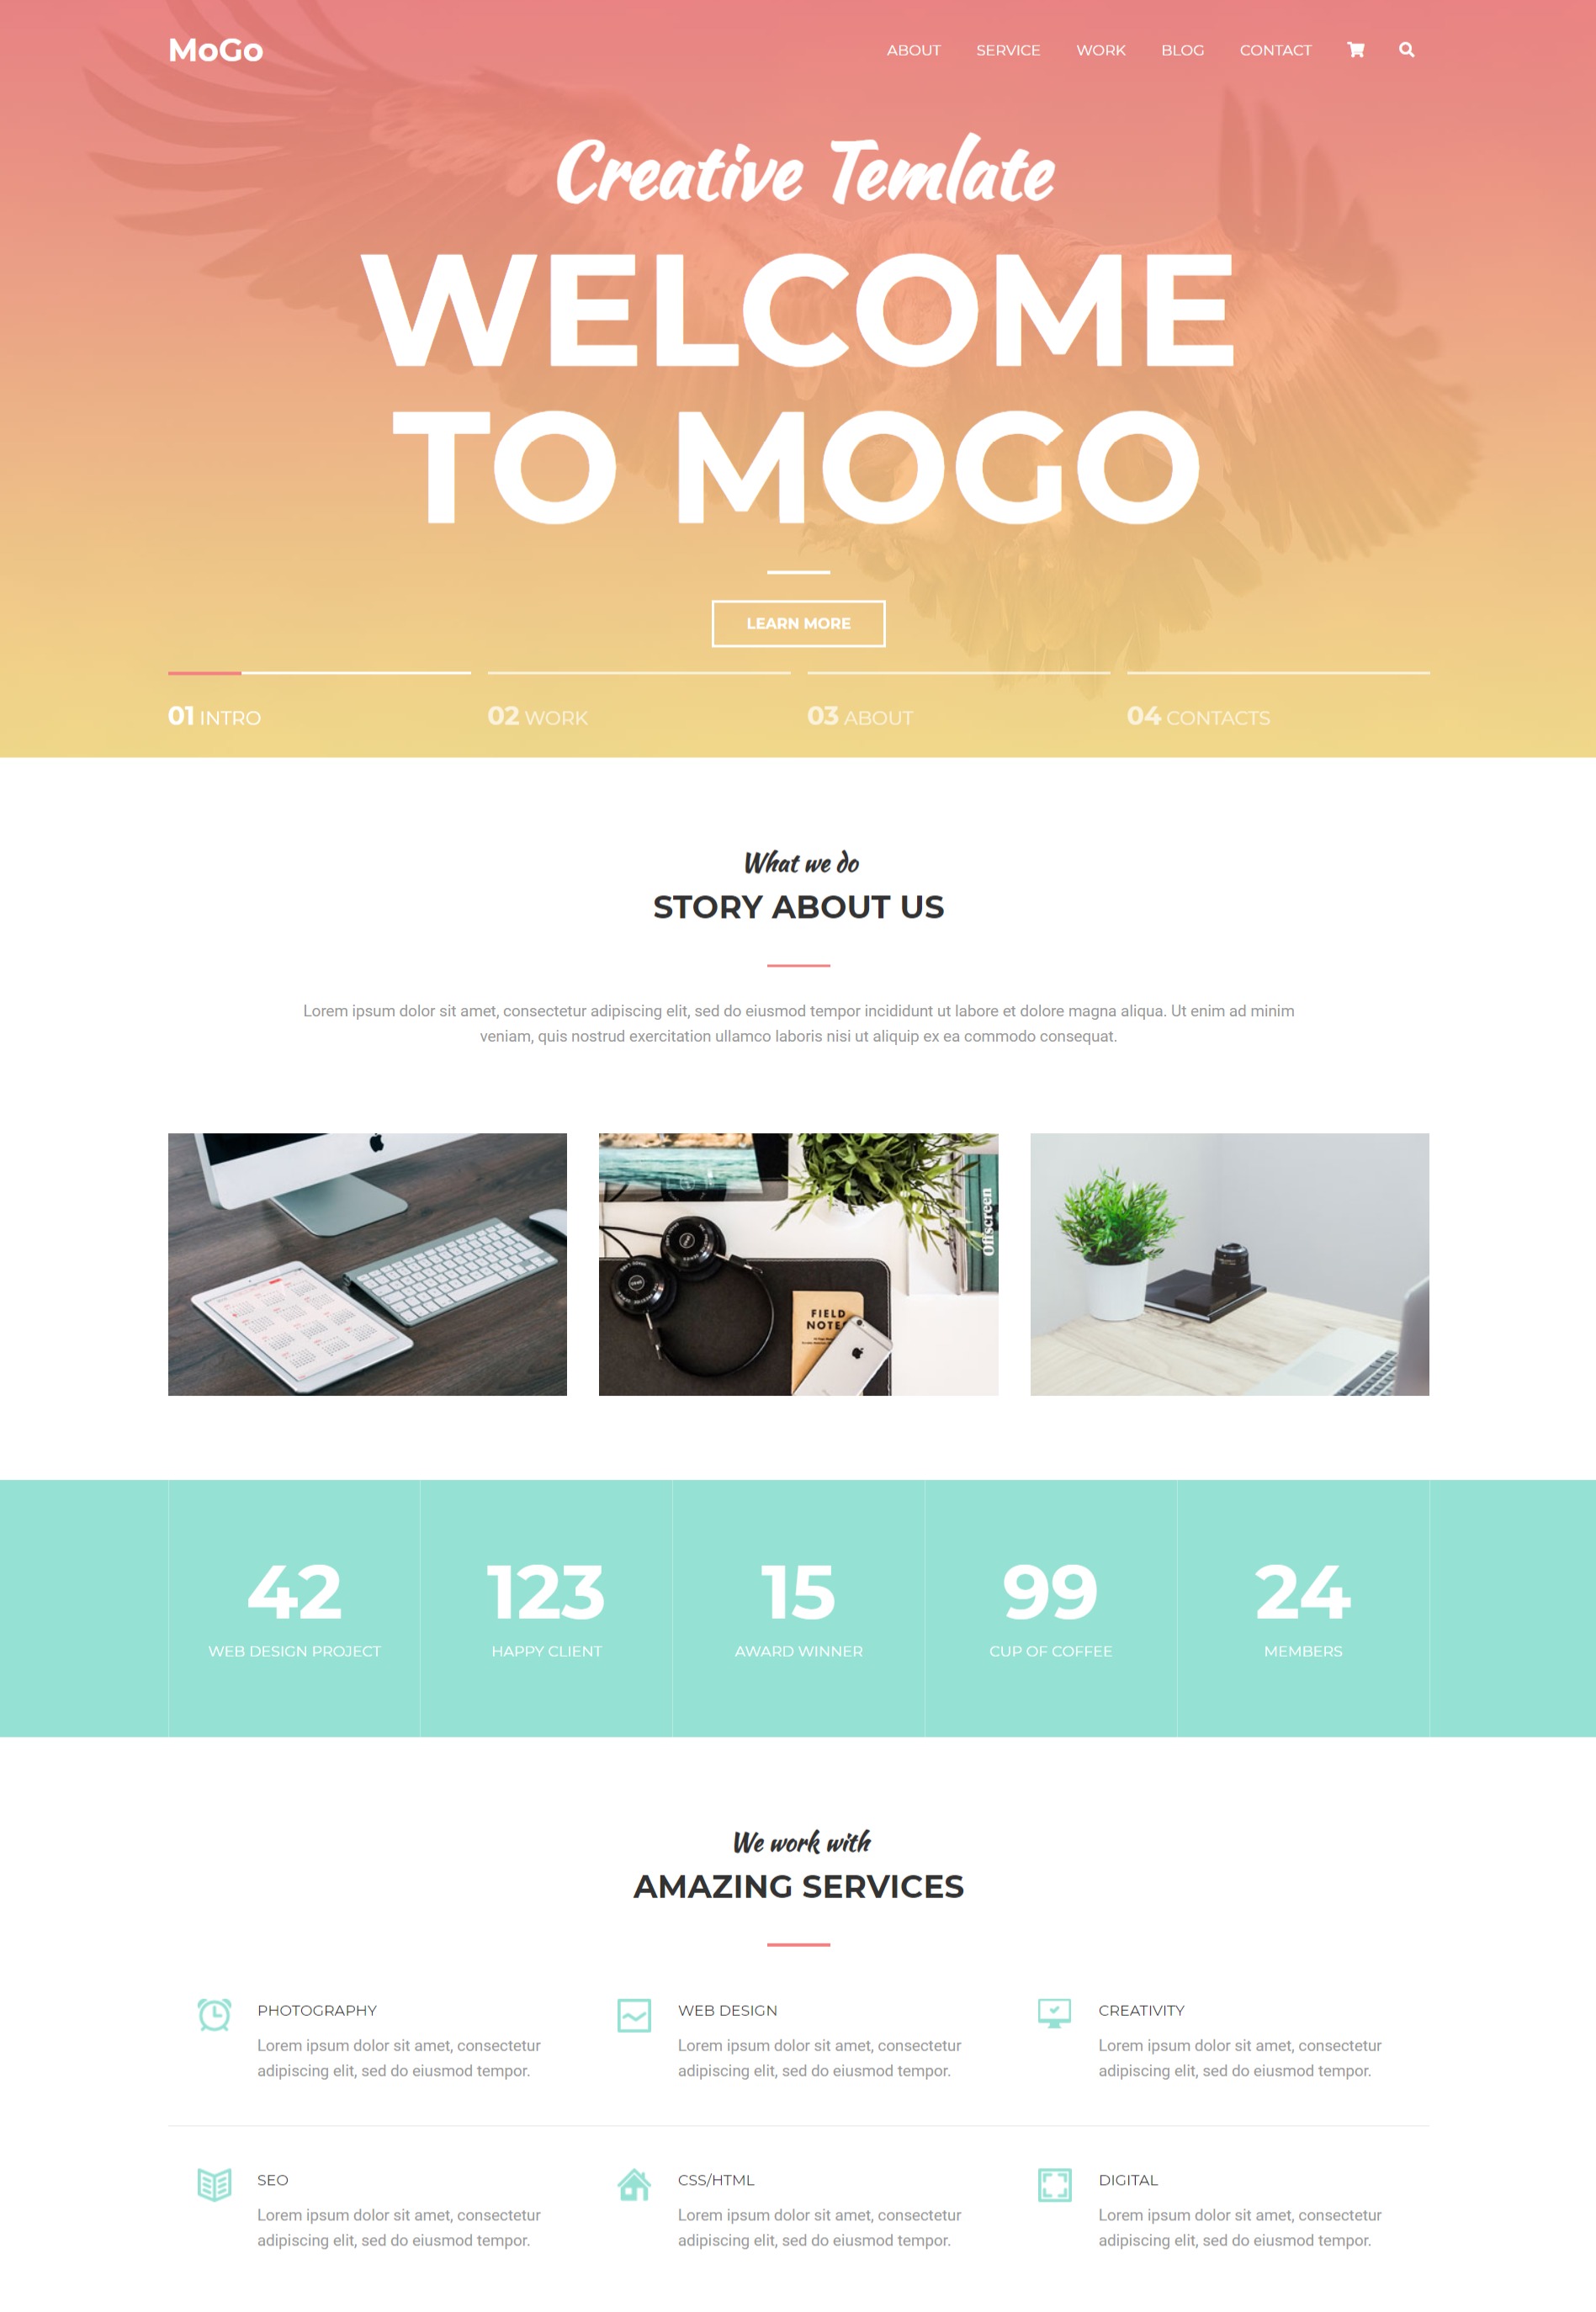 MoGo
ABOUT SERVICE WORK BLOG CONTACT
Creative Temlate
WELCOME
TO MOGO
LEARN MORE
01 INTRO
02 WORK
03 ABOUT
04 CONTACTS
What we do
STORY ABOUT US
Lorem ipsum dolor sit amet, consectetur adipiscing elit, sed do eiusmod tempor incididunt ut labore et dolore magna aliqua. Ut enim ad minim
veniam, quis nostrud exercitation ullamco laboris nisi ut aliquip ex ea commodo consequat.
Offscreen
FIELD
42
WEB DESIGN PROJECT
123
HAPPY CLIENT
15
AWARD WINNER
99
CUP OF COFFEE
24
MEMBERS
We work with
AMAZING SERVICES
PHOTOGRAPHY
Lorem ipsum dolor sit amet, consectetur
adipiscing elit, sed do eiusmod tempor.
WEB DESIGN
Lorem ipsum dolor sit amet, consectetur
adipiscing elit, sed do eiusmod tempor.
CREATIVITY
Lorem ipsum dolor sit amet, consectetur
adipiscing elit, sed do eiusmod tempor.
SEO
Lorem ipsum dolor sit amet, consectetur
adipiscing elit, sed do eiusmod tempor.
CSS/HTML
Lorem ipsum dolor sit amet, consectetur
adipiscing elit, sed do eiusmod tempor.
DIGITAL
Lorem ipsum dolor sit amet, consectetur
adipiscing elit, sed do eiusmod tempor.